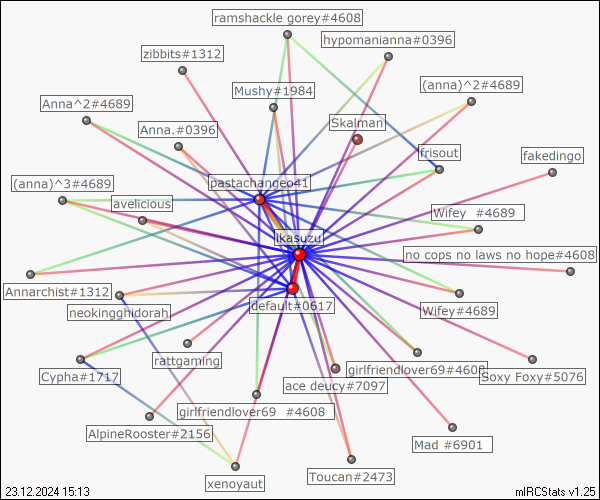 ramshackle gorey#4608
hypomanianna#0396
zibbits#1312
(anna)^2#4689
Mushy#1984
Anna^2#4689
Skalman
Anna.#0396
frisout
fakedingo
(anna)^3#4689
pastachangeo41
avelicious
Wifey  #4689
ikasuzu
no cops no laws no hope#4608
Annarchist#1312
default#0617
Wifey#4689
neokingghidorah
rattgaming
girlfriendlover69#4608
Cypha#1717
Soxy Foxy#5076
ace deucy#7097
girlfriendlover69  #4608
AlpineRooster#2156
Mad #6901
Toucan#2473
xenoyaut
23.12.2024 15:13
mIRCStats v1.25